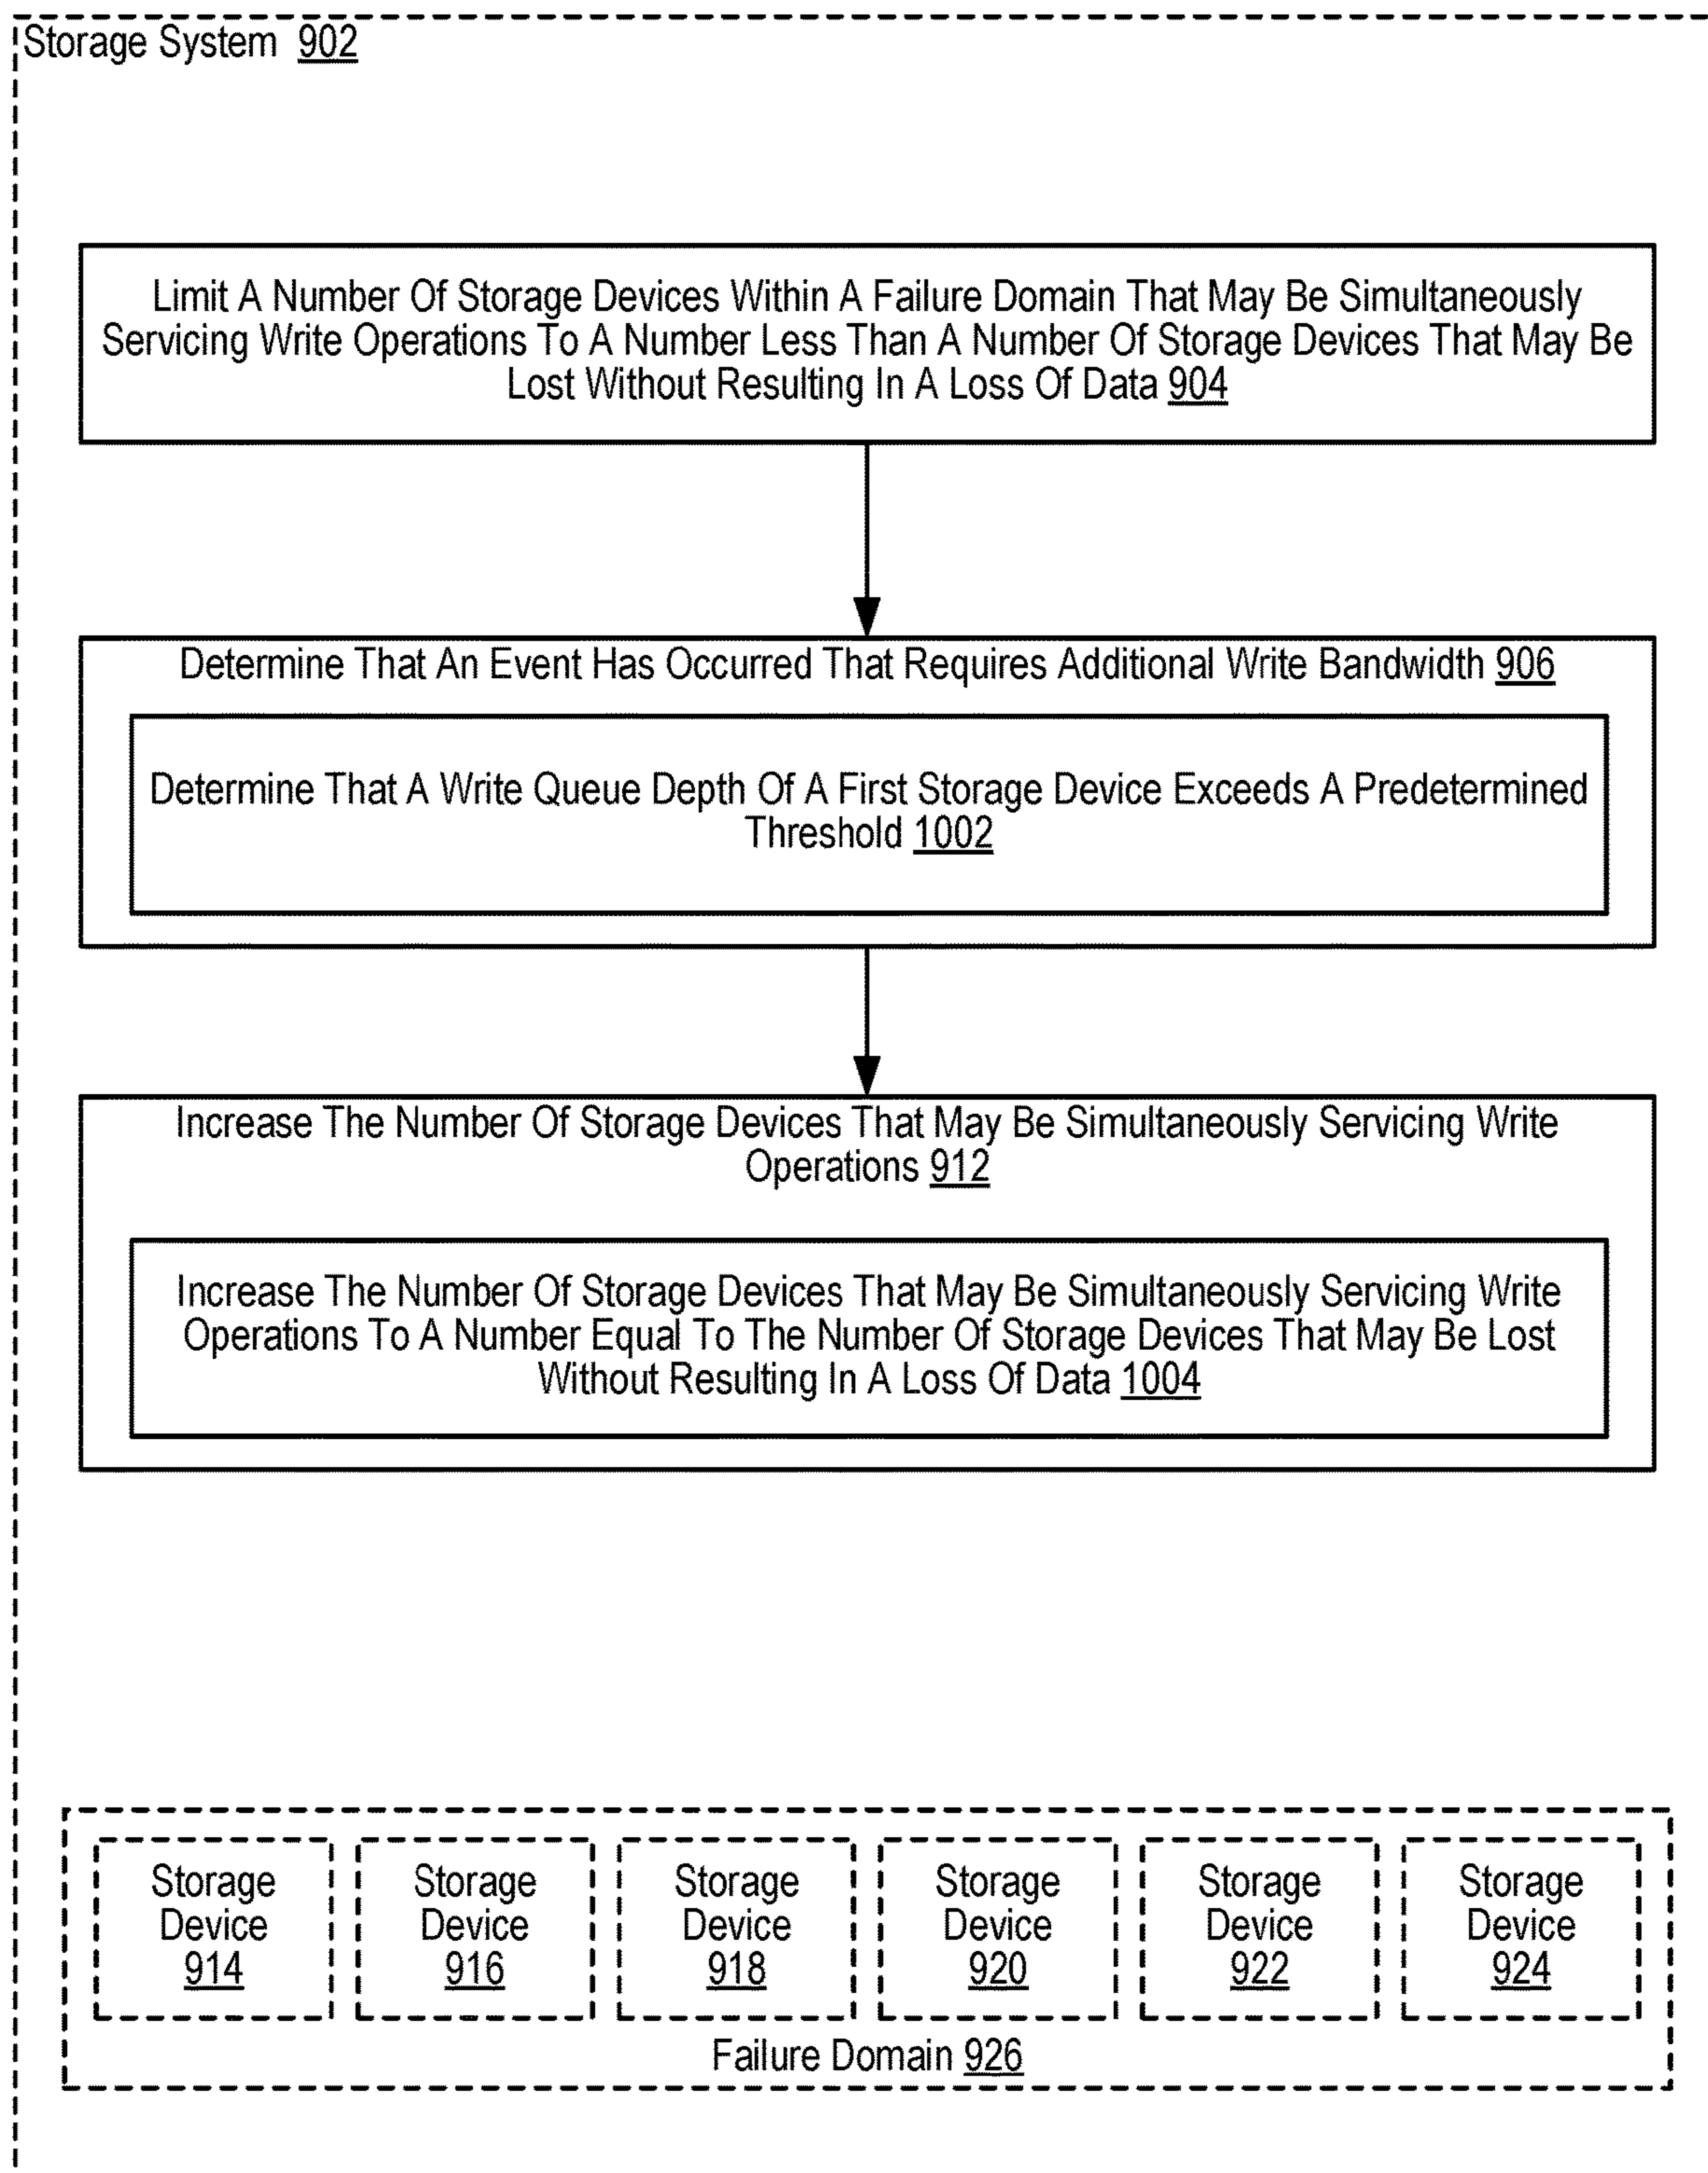 Storage System 902
Limit A Number Of Storage Devices Within A Failure Domain That May Be Simultaneously
Servicing Write Operations To A Number Less Than A Number Of Storage Devices That May Be
Lost Without Resulting In A Loss Of Data 904
Determine That An Event Has Occurred That Requires Additional Write Bandwidth 906
Determine That A Write Queue Depth Of A First Storage Device Exceeds A Predetermined
Threshold 1002
Increase The Number Of Storage Devices That May Be Simultaneously Servicing Write
Operations 912
Increase The Number Of Storage Devices That May Be Simultaneously Servicing Write
Operations To A Number Equal To The Number Of Storage Devices That May Be Lost
Without Resulting In A Loss Of Data 1004
Storage
Device
914
Storage
Device
916
Storage
Device
918
Storage
Device
920
Storage
Device
922
Storage
Device
924
Failure Domain 926